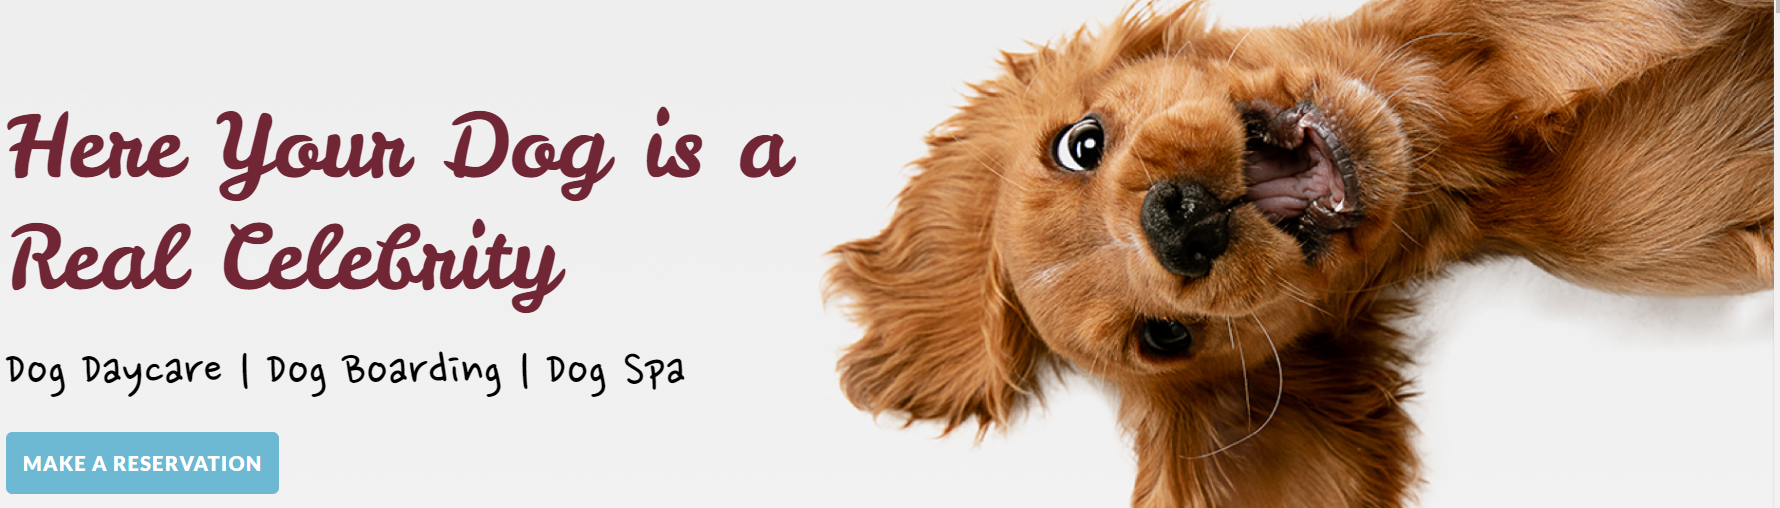 Here Your Dog is a
Real Celebrity
Dog Daycare | Dog Boarding | Dog Spa
MAKE A RESERVATION